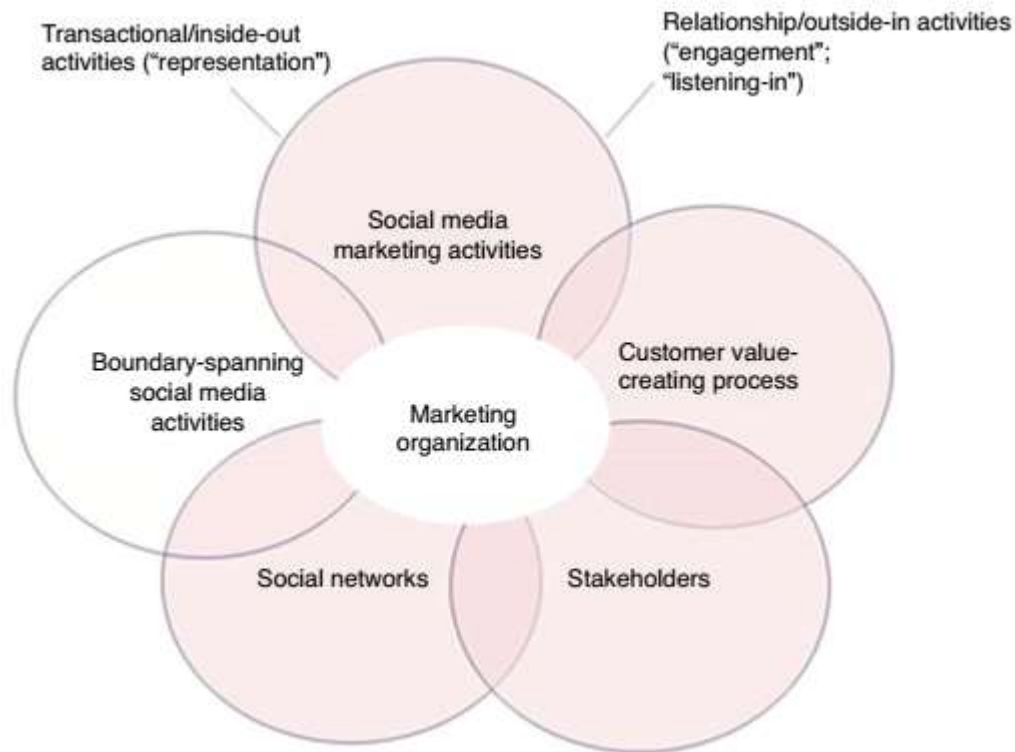 Transactional/inside-out
activities (“representation”)
Relationship/outside-in activities
(“engagement”;
“listening-in”)
Social media
marketing activities
Boundary-spanning
social media
activities
Customer value-
creating process
Marketing
organization
Social networks
Stakeholders